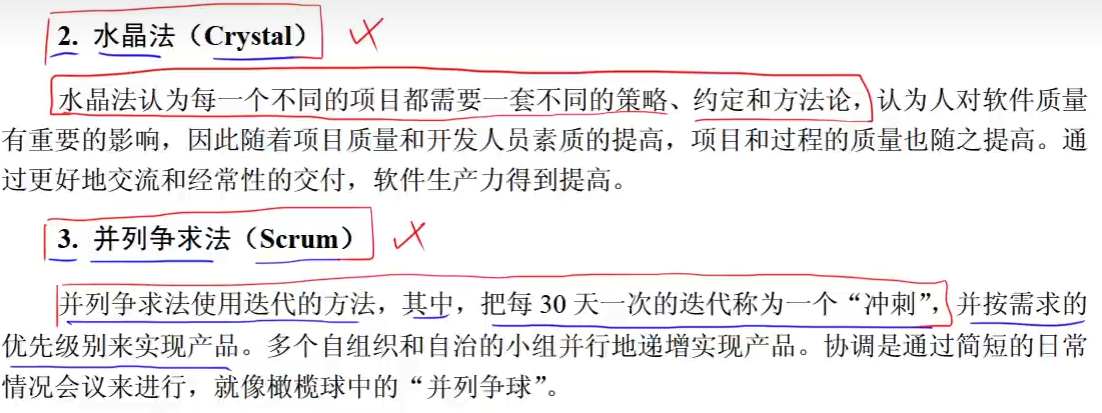 2. 水晶法（Crystal）
水晶法认为每一个不同的项目都需要一套不同的策略、约定和方法论，认为人对软件质量
有重要的影响，因此随着项目质量和开发人员素质的提高，项目和过程的质量也随之提高。通
过更好地交流和经常性的交付，软件生产力得到提高。
3. 并列争求法（Scrum）
并列争求法使用迭代的方法，其中，把每 30 天一次的迭代称为一个“冲刺”，并按需求的
优先级别来实现产品。多个自组织和自治的小组并行地递增实现产品。协调是通过简短的日常
情况会议来进行，就像橄榄球中的“并列争球”。